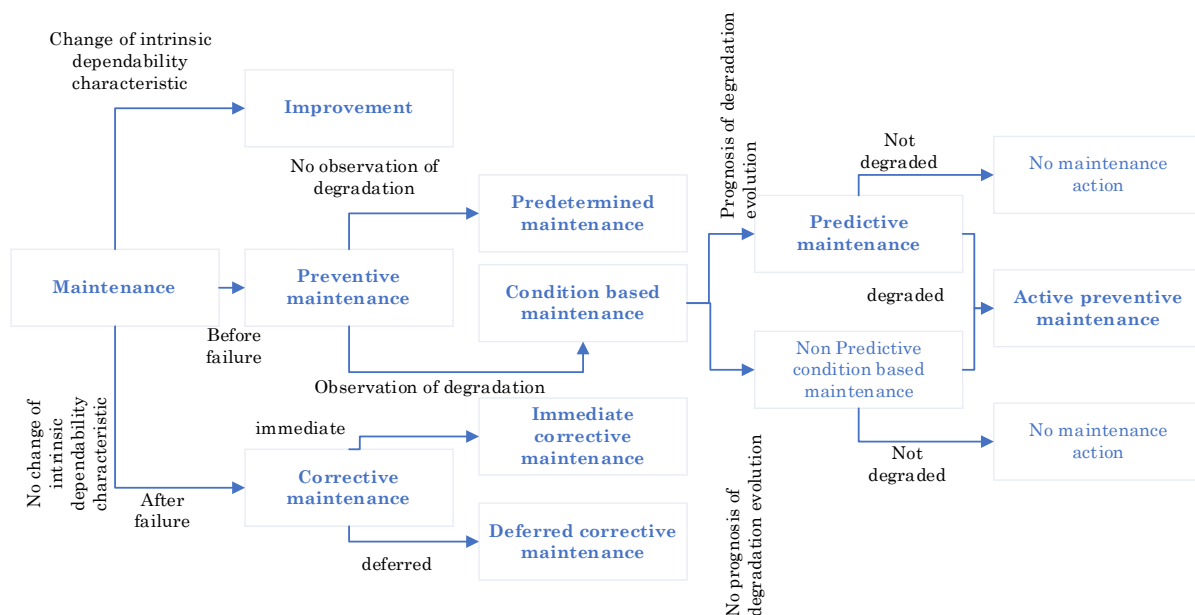 Change of intrinsic
dependability
characteristic
Improvement
No observation of
degradation
Predetermined
maintenance
Maintenance
Preventive
maintenance
Condition based
maintenance
Before
failure
Observation of degradation
No change of
intrinsic
dependability
characteristic
After
failure
immediate
Immediate
corrective
maintenance
Corrective
maintenance
deferred
Deferred corrective
maintenance
Prognosis of degradation
evolution
Not
degraded
No maintenance
action
Predictive
maintenance
degraded
Active preventive
maintenance
Non Predictive
condition based
maintenance
Not
degraded
No maintenance
action
No prognosis of
degradation evolution